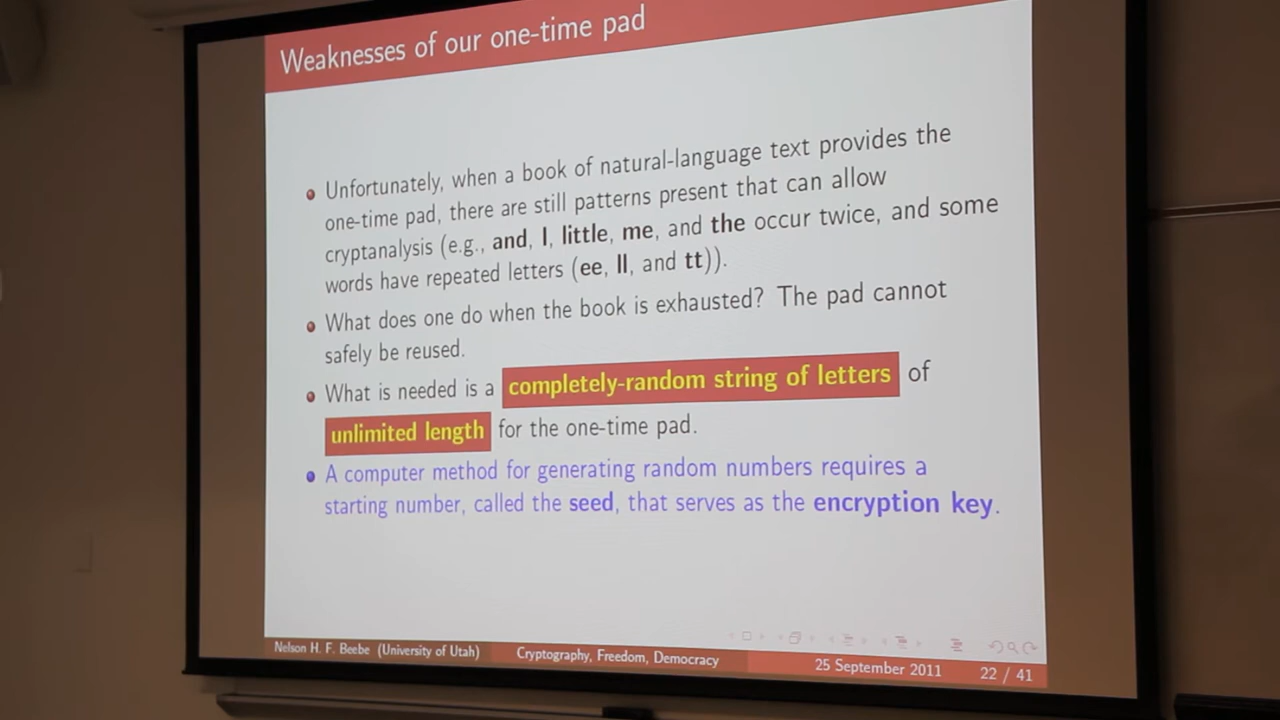 Weaknesses of our one-time pad
Unfortunately, when a book of natural-language text provides the
one-time pad, there are still patterns present that can allow
cryptanalysis (e.g., and, I, little, me, and the occur twice, and some
words have repeated letters (ee, ll, and tt)).
What does one do when the book is exhausted? The pad cannot
safely be reused.
What is needed is a completely-random string of letters of
unlimited length for the one-time pad.
A computer method for generating random numbers requires a
starting number, called the seed, that serves as the encryption key.
Nelson H. F. Beebe (University of Utah) Cryptography, Freedom, Democracy 25 September 2011 22 / 41